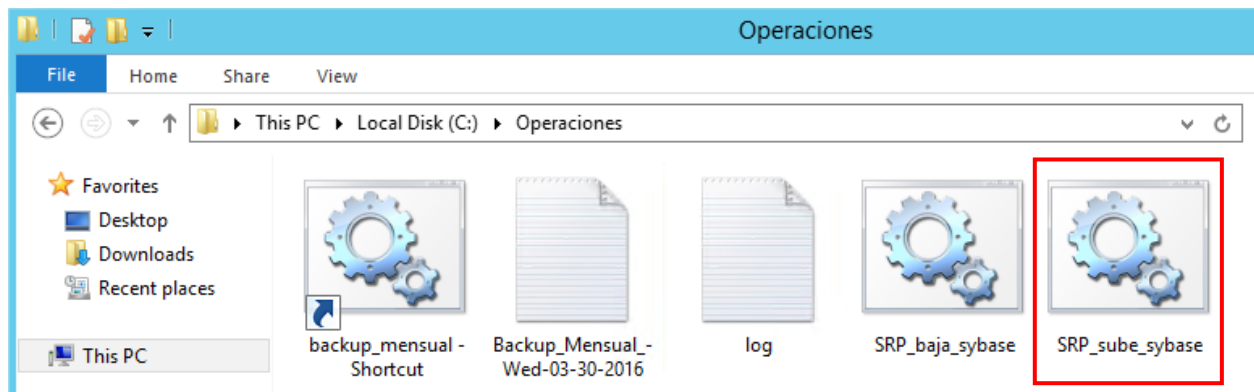 Operaciones
File Home Share View
This PC Local Disk (C:) Operaciones
Favorites
Desktop
Downloads
Recent places
This PC
backup_mensual -
Shortcut
Backup_Mensual_-
Wed-03-30-2016
log
SRP_baja_sybase
SRP_sube_sybase